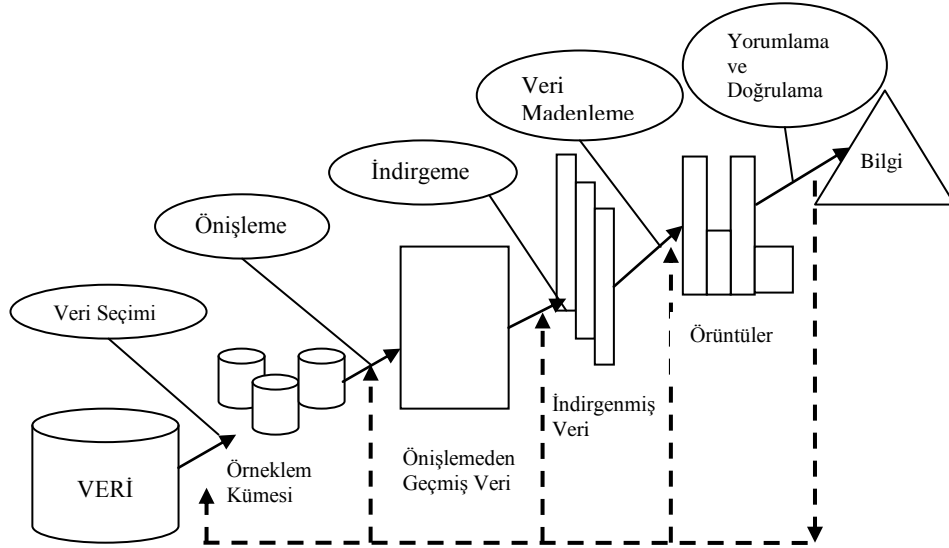 Yorumlama
ve
Doğrulama
Veri
Madenleme
Bilgi
İndirgeme
Önişleme
Veri Seçimi
Örüntüler
İndirgenmiş
Veri
Önişlemeden
Geçmiş Veri
Örneklem
Kümesi
VERİ